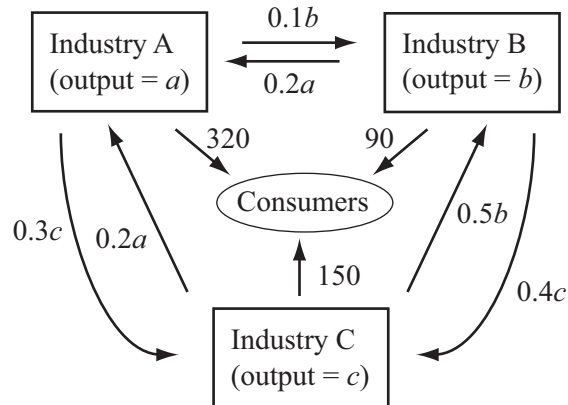 0.1b
Industry A
(output = a)
Industry B
(output = b)
0.2a
320
90
Consumers
0.3c
0.2a
0.5b
150
0.4c
Industry C
(output = c)